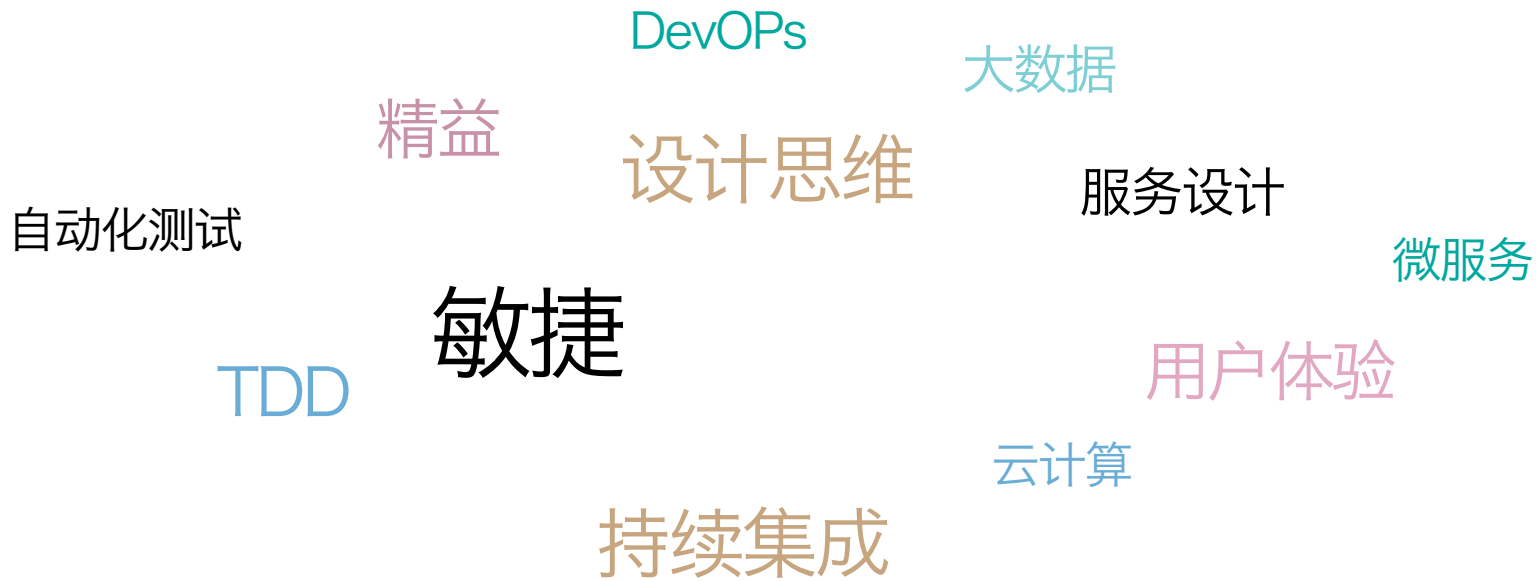 DevOPs
大数据
精益
设计思维
服务设计
自动化测试
微服务
敏捷
用户体验
TDD
云计算
持续集成